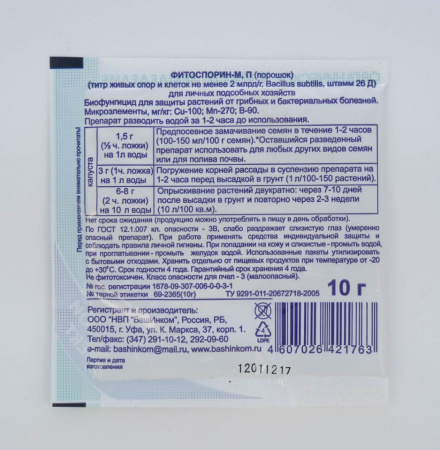 ФИТОСПОРИН-М, П (порошок)
(титр живых спор и клеток не менее 2 млрд/г, Bacillus subtilis, штамм 26 Д)
для личных подсобных хозяйств
Биофунгицид для защиты растений от грибных и бактериальных болезней.
Микроэлементы, мг/кг: Cu-100; Mn-270; B-90.
Препарат разводить водой за 1-2 часа до использования.
Перед применением внимательно прочитать!
капуста
1,5 г
(½ ч. ложки)
на 1л воды
Предпосевное замачивание семян в течение 1-2 часов
(100-150 мл/100 г семян).*Оставшийся разведенный
препарат использовать для любых других видов семян
или для полива почвы.
3 г (1ч. ложка)
на 1 л воды
Погружение корней рассады в суспензию препарата на
1-2 часа перед высадкой в грунт (1 л/100-150 растений).
6-8 г
(2 ч. ложки)
на 10 л воды
Опрыскивание растений двукратно: через 7-10 дней
после высадки в грунт и повторно через 2-3 недели
(10 л/100 кв.м).
Нет срока ожидания (продукцию можно употреблять в пищу в день обработки).
По ГОСТ 12.1.007 кл. опасности - 3В, слабо раздражает слизистую глаз (умеренно
опасный препарат). При работе применять средства индивидуальной защиты и
соблюдать правила личной гигиены. При попадании на кожу и слизистые - промыть водой,
при проглатывании - промыть желудок водой. Использованные пакеты утилизировать
с бытовыми отходами. Хранить отдельно от пищевых продуктов при температуре от -20
до +30°С. Срок годности 4 года. Гарантийный срок хранения 4 года.
Не фитотоксичен. Класс опасности для пчел - 3 (малоопасный).
№ гос. регистрации 1678-09-307-006-0-0-3-1
№ тарной этикетки 69-2365(10г) ТУ 9291-011-20672718-2005
10 г
Регистрант и производитель:
ООО "НВП "БашИнком", Россия, РБ,
450015, г. Уфа, ул. К. Маркса, 37, корп. 1.
Тел./факс: (347) 291-10-12, 292-09-60
e-mail: bashinkom@mail.ru, www.bashinkom.ru
LDPE
4 607026 421763
Партия и дата
изготовления:
12011217